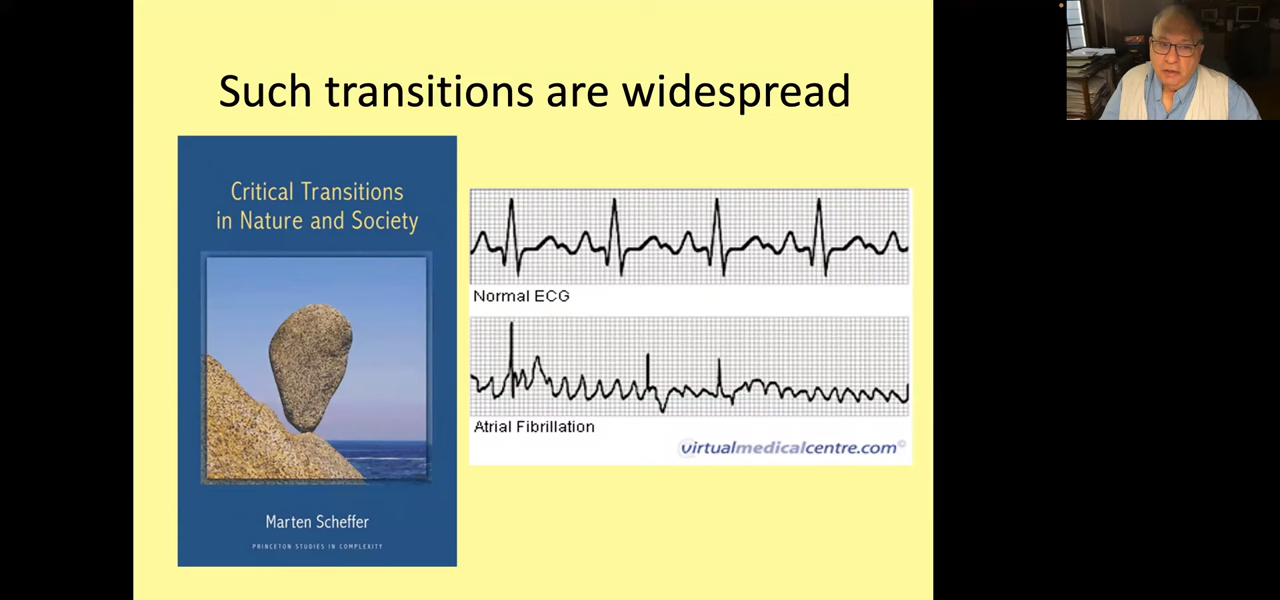 Such transitions are widespread
Critical Transitions
in Nature and Society
Marten Scheffer
PRINCETON STUDIES IN COMPLEXITY
Normal ECG
Atrial Fibrillation
virtualmedicalcentre.com©